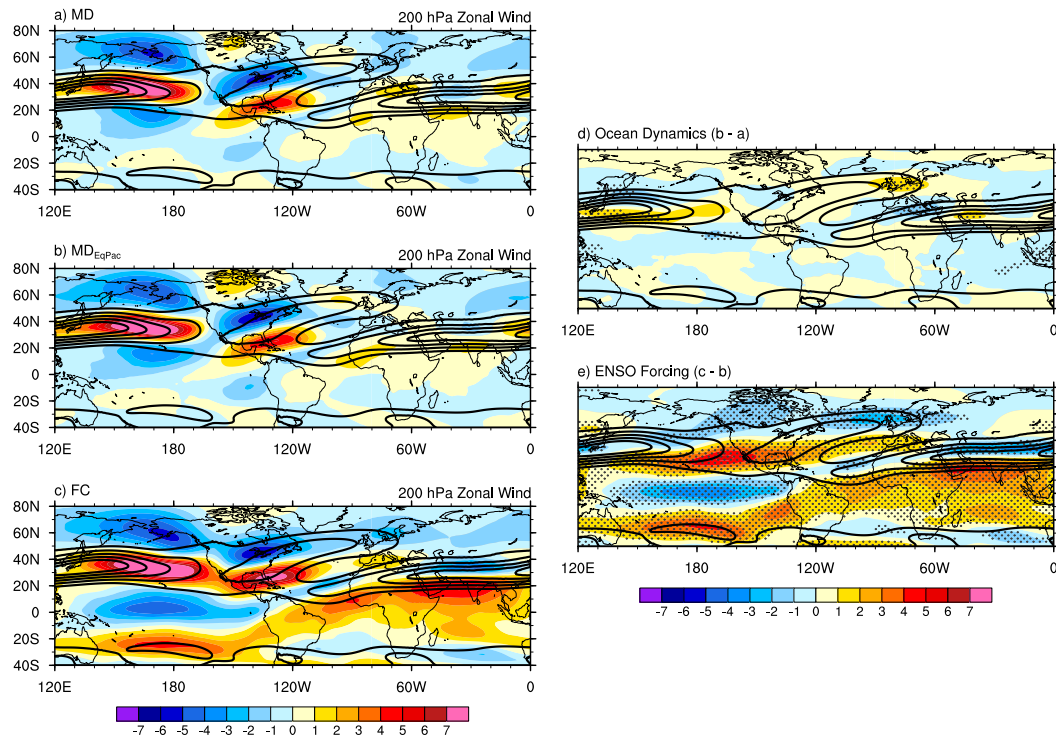 a) MD 200 hPa Zonal Wind
80N
60N
40N
20N
0
20S
40S
120E 180 120W 60W 0
b) MD_EqPac 200 hPa Zonal Wind
80N
60N
40N
20N
0
20S
40S
120E 180 120W 60W 0
c) FC 200 hPa Zonal Wind
80N
60N
40N
20N
0
20S
40S
120E 180 120W 60W 0
-7 -6 -5 -4 -3 -2 -1 0 1 2 3 4 5 6 7
d) Ocean Dynamics (b - a)
120E 180 120W 60W 0
e) ENSO Forcing (c - b)
120E 180 120W 60W 0
-7 -6 -5 -4 -3 -2 -1 0 1 2 3 4 5 6 7